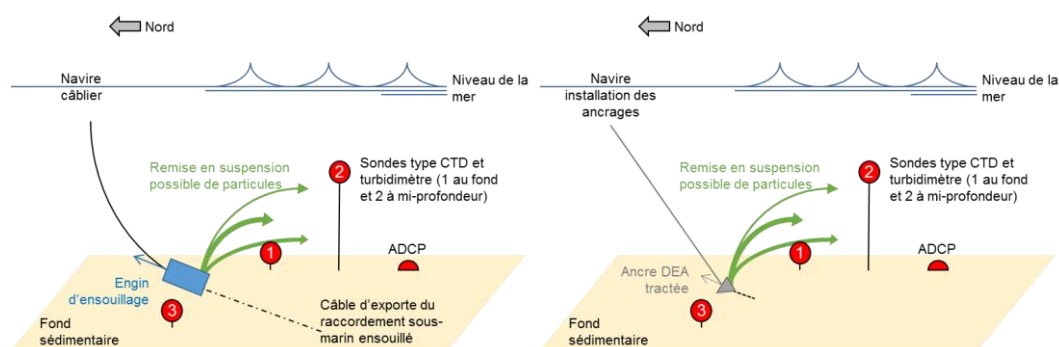 Nord
Navire
câblier
Niveau de la
mer
Remise en suspension
possible de particules
2
Sondes type CTD et
turbidimètre (1 au fond
et 2 à mi-profondeur)
1
ADCP
Engin
d'ensouillage
3
Câble d'exporte du
raccordement sous-
marin ensouillé
Fond
sédimentaire
Nord
Navire
installation des
ancrages
Niveau de la
mer
Remise en suspension
possible de particules
2
Sondes type CTD et
turbidimètre (1 au fond
et 2 à mi-profondeur)
1
ADCP
Ancre DEA
tractée
3
Fond
sédimentaire